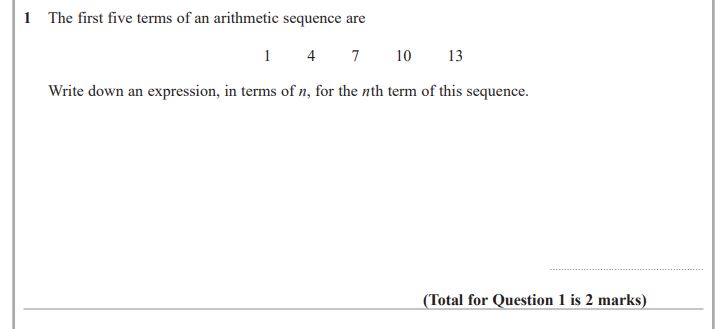 1 The first five terms of an arithmetic sequence are
1 4 7 10 13
Write down an expression, in terms of n, for the nth term of this sequence.
(Total for Question 1 is 2 marks)